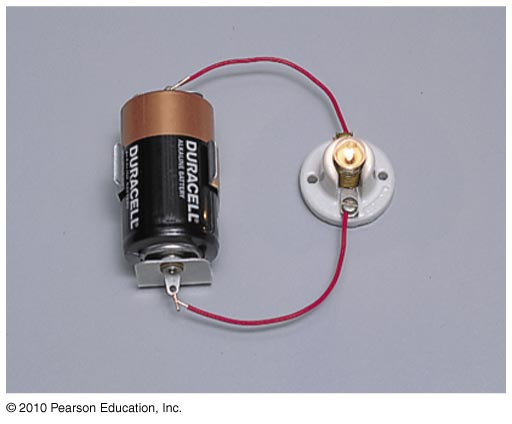 DURACELL
ALKALINE BATTERY
DURACELL
© 2010 Pearson Education, Inc.